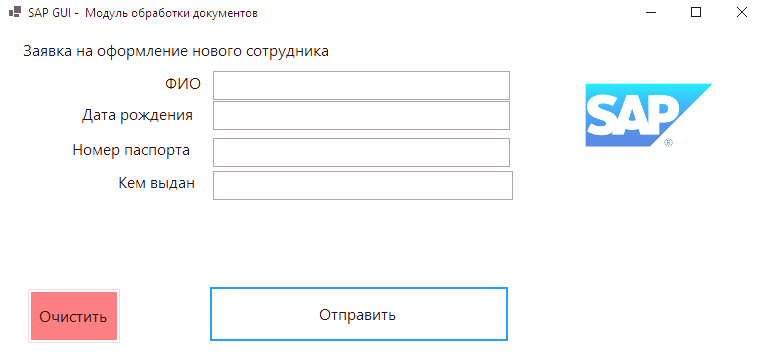 SAP GUI - Модуль обработки документов
Заявка на оформление нового сотрудника
ФИО
Дата рождения
Номер паспорта
Кем выдан
SAP®
Очистить
Отправить